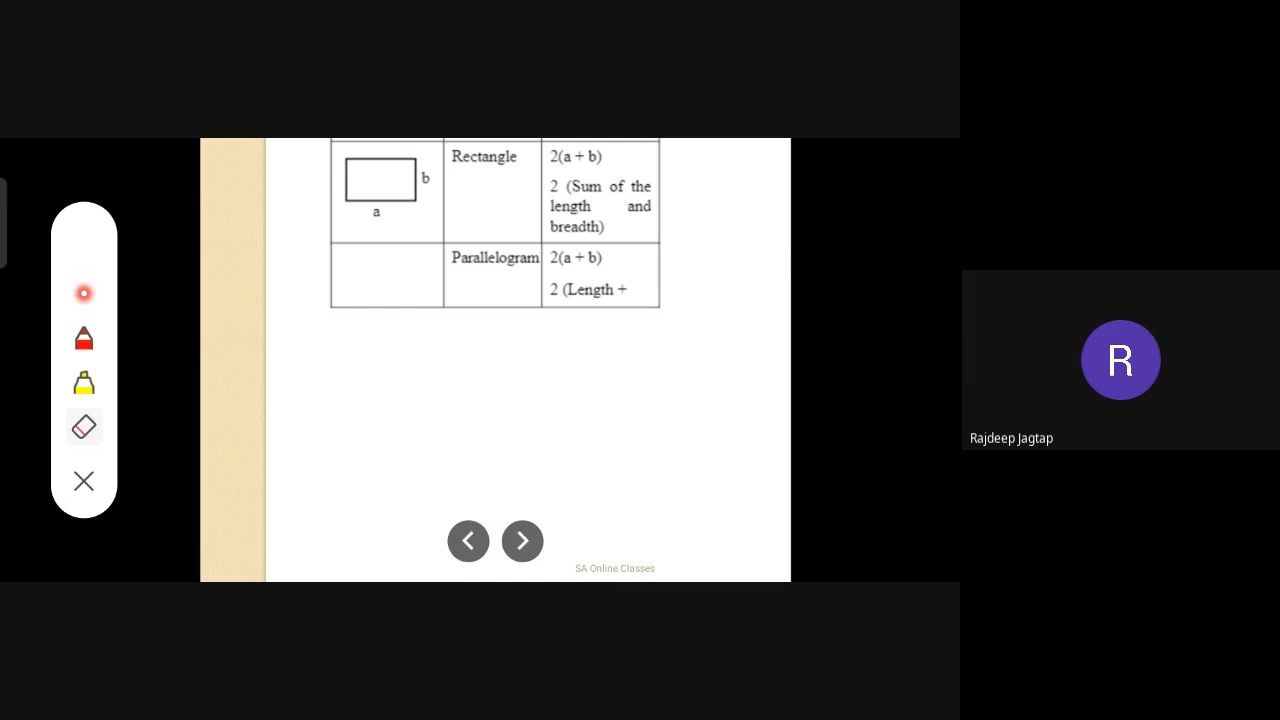 Rectangle
2(a + b)
b
2 (Sum of the
length and
a
breadth)
Parallelogram
2(a + b)
2 (Length +
R
Rajdeep Jagtap
SA Online Classes